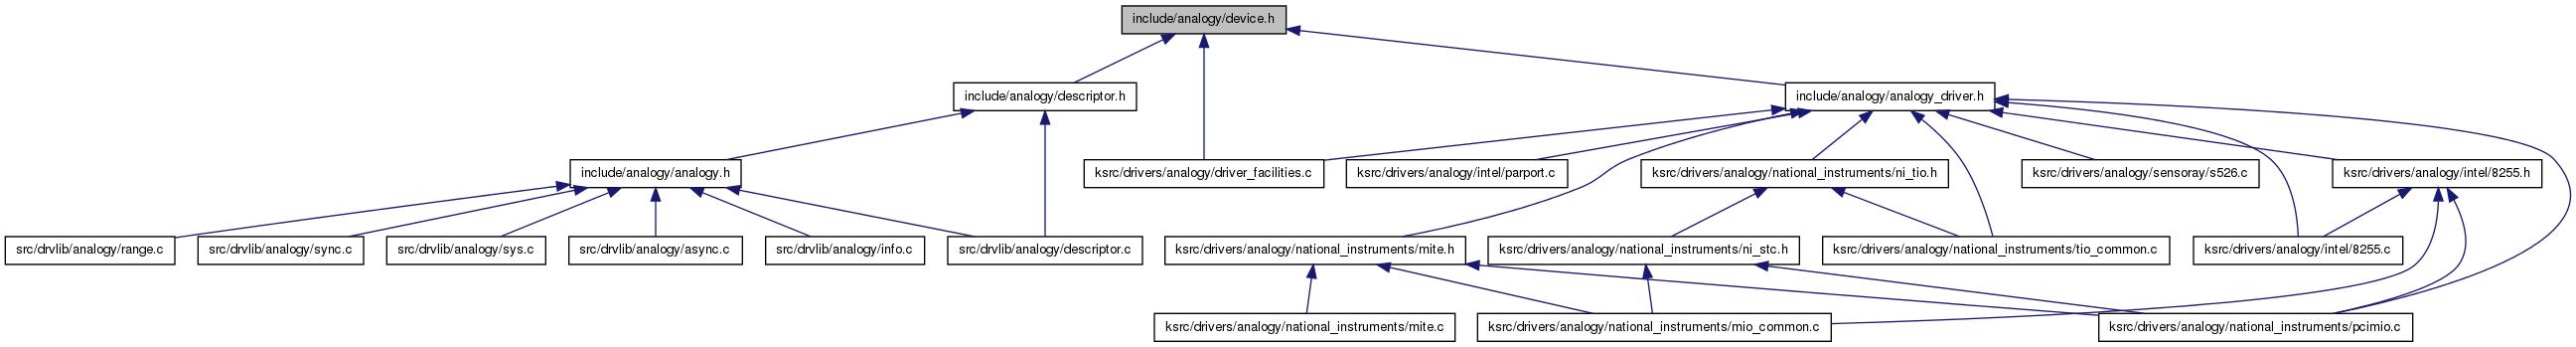 include/analogy/device.h
include/analogy/descriptor.h
include/analogy/analogy_driver.h
include/analogy/analogy.h
ksrc/drivers/analogy/driver_facilities.c
ksrc/drivers/analogy/intel/parport.c
ksrc/drivers/analogy/national_instruments/ni_tio.h
ksrc/drivers/analogy/sensoray/s526.c
ksrc/drivers/analogy/intel/8255.h
src/drvlib/analogy/range.c
src/drvlib/analogy/sync.c
src/drvlib/analogy/sys.c
src/drvlib/analogy/async.c
src/drvlib/analogy/info.c
src/drvlib/analogy/descriptor.c
ksrc/drivers/analogy/national_instruments/mite.h
ksrc/drivers/analogy/national_instruments/ni_stc.h
ksrc/drivers/analogy/national_instruments/tio_common.c
ksrc/drivers/analogy/intel/8255.c
ksrc/drivers/analogy/national_instruments/mite.c
ksrc/drivers/analogy/national_instruments/mio_common.c
ksrc/drivers/analogy/national_instruments/pcimio.c